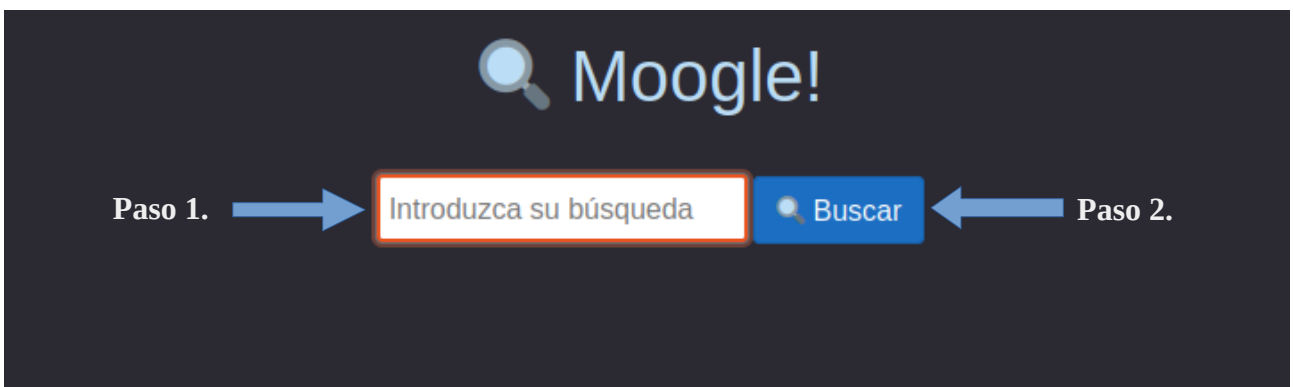 Moogle!
Paso 1.
Introduzca su búsqueda
Buscar
Paso 2.